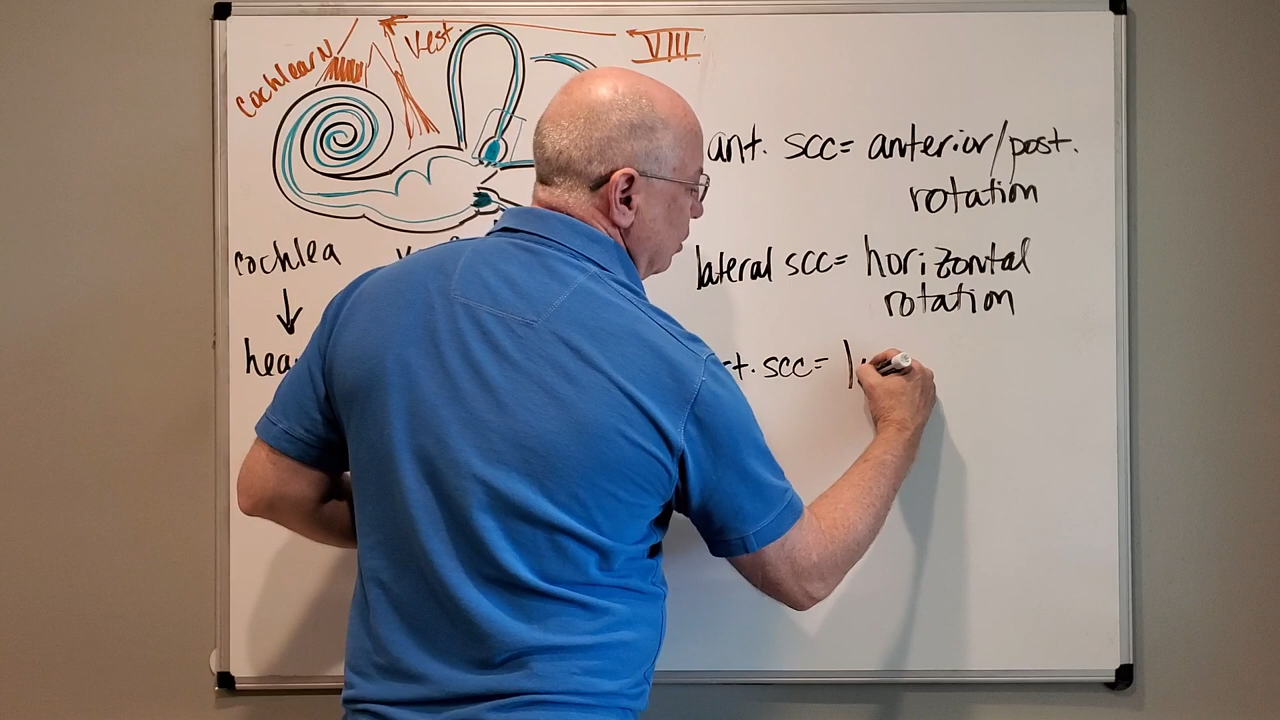 cochlear N
Vest.
VIII
ant. scc= anterior/post.
rotation
cochlea
lateral scc= horizontal
rotation
scc=